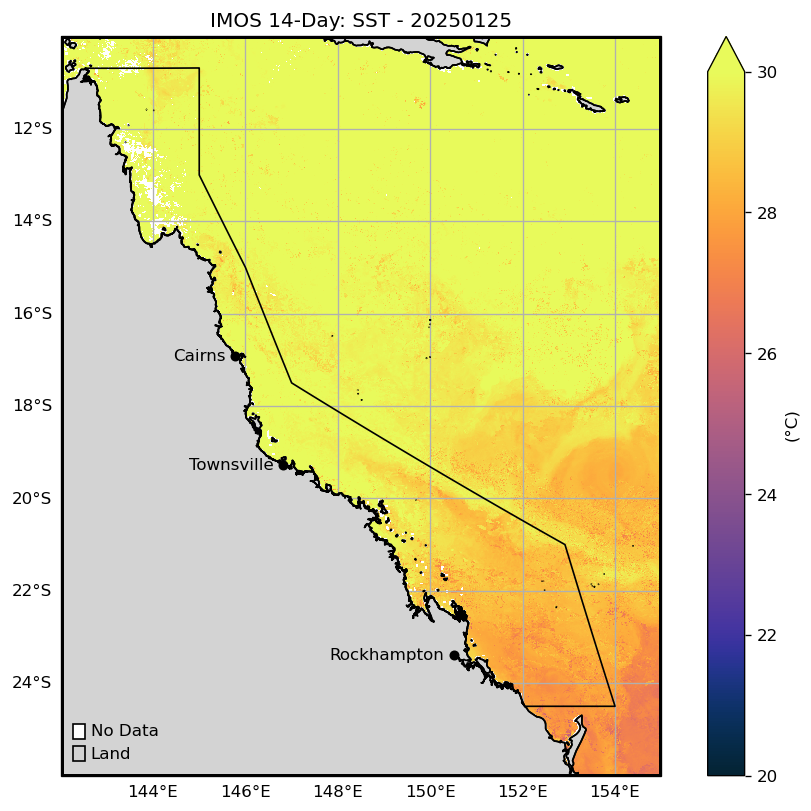 IMOS 14-Day: SST - 20250125
30
12°S
14°S
28
16°S
Cairns
26
18°S
(°C)
Townsville
20°S
24
22°S
22
Rockhampton
24°S
No Data
Land
20
144°E 146°E 148°E 150°E 152°E 154°E